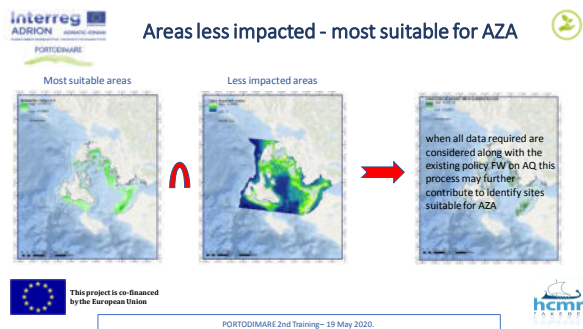 Interreg
ADRION ADRIATIC-IONIAN
PORTODIMARE
Areas less impacted - most suitable for AZA
Most suitable areas
Less impacted areas
when all data required are
considered along with the
existing policy FW on AQ this
process may further
contribute to identify sites
suitable for AZA
This project is co-financed
by the European Union
hcmr
PORTODIMARE 2nd Training– 19 May 2020.